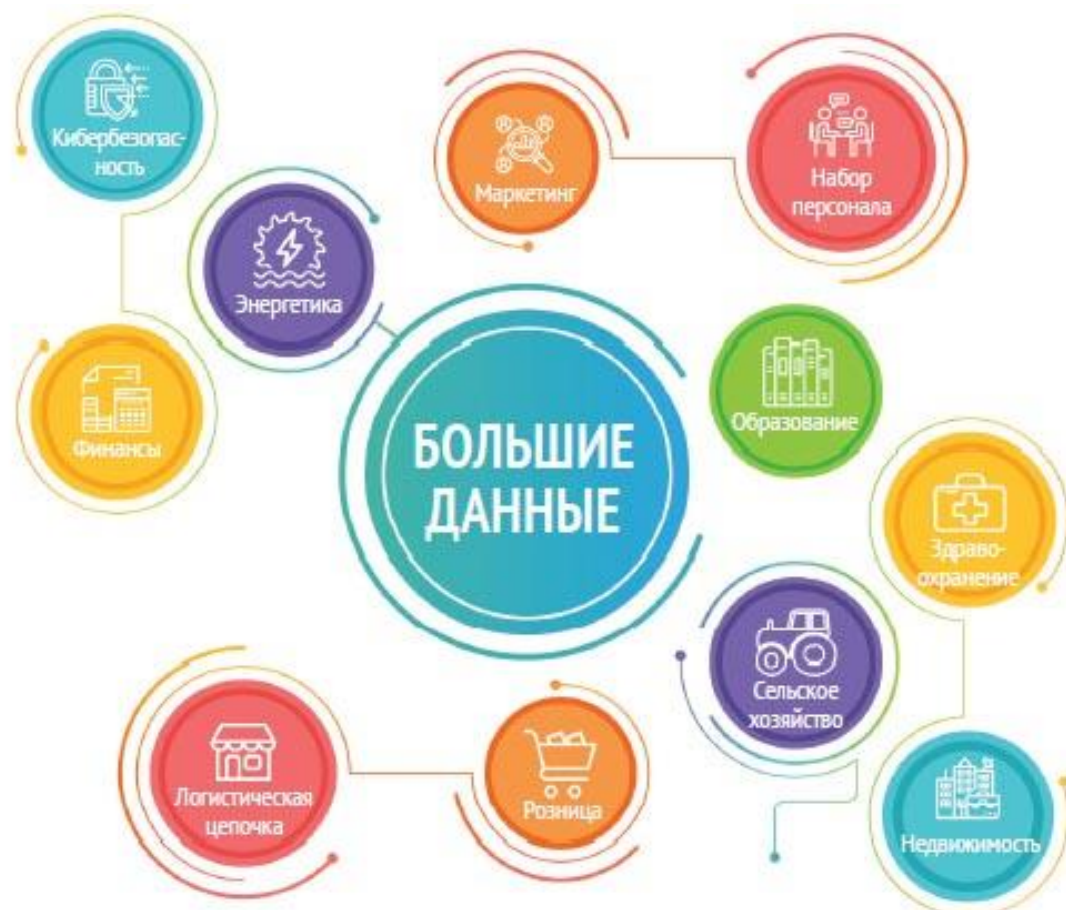 Кибербезопас-
ность
Маркетинг
Набор
персонала
Энергетика
Финансы
БОЛЬШИЕ
ДАННЫЕ
Образование
Здраво-
охранение
Сельское
хозяйство
Логистическая
цепочка
Розница
Недвижимость